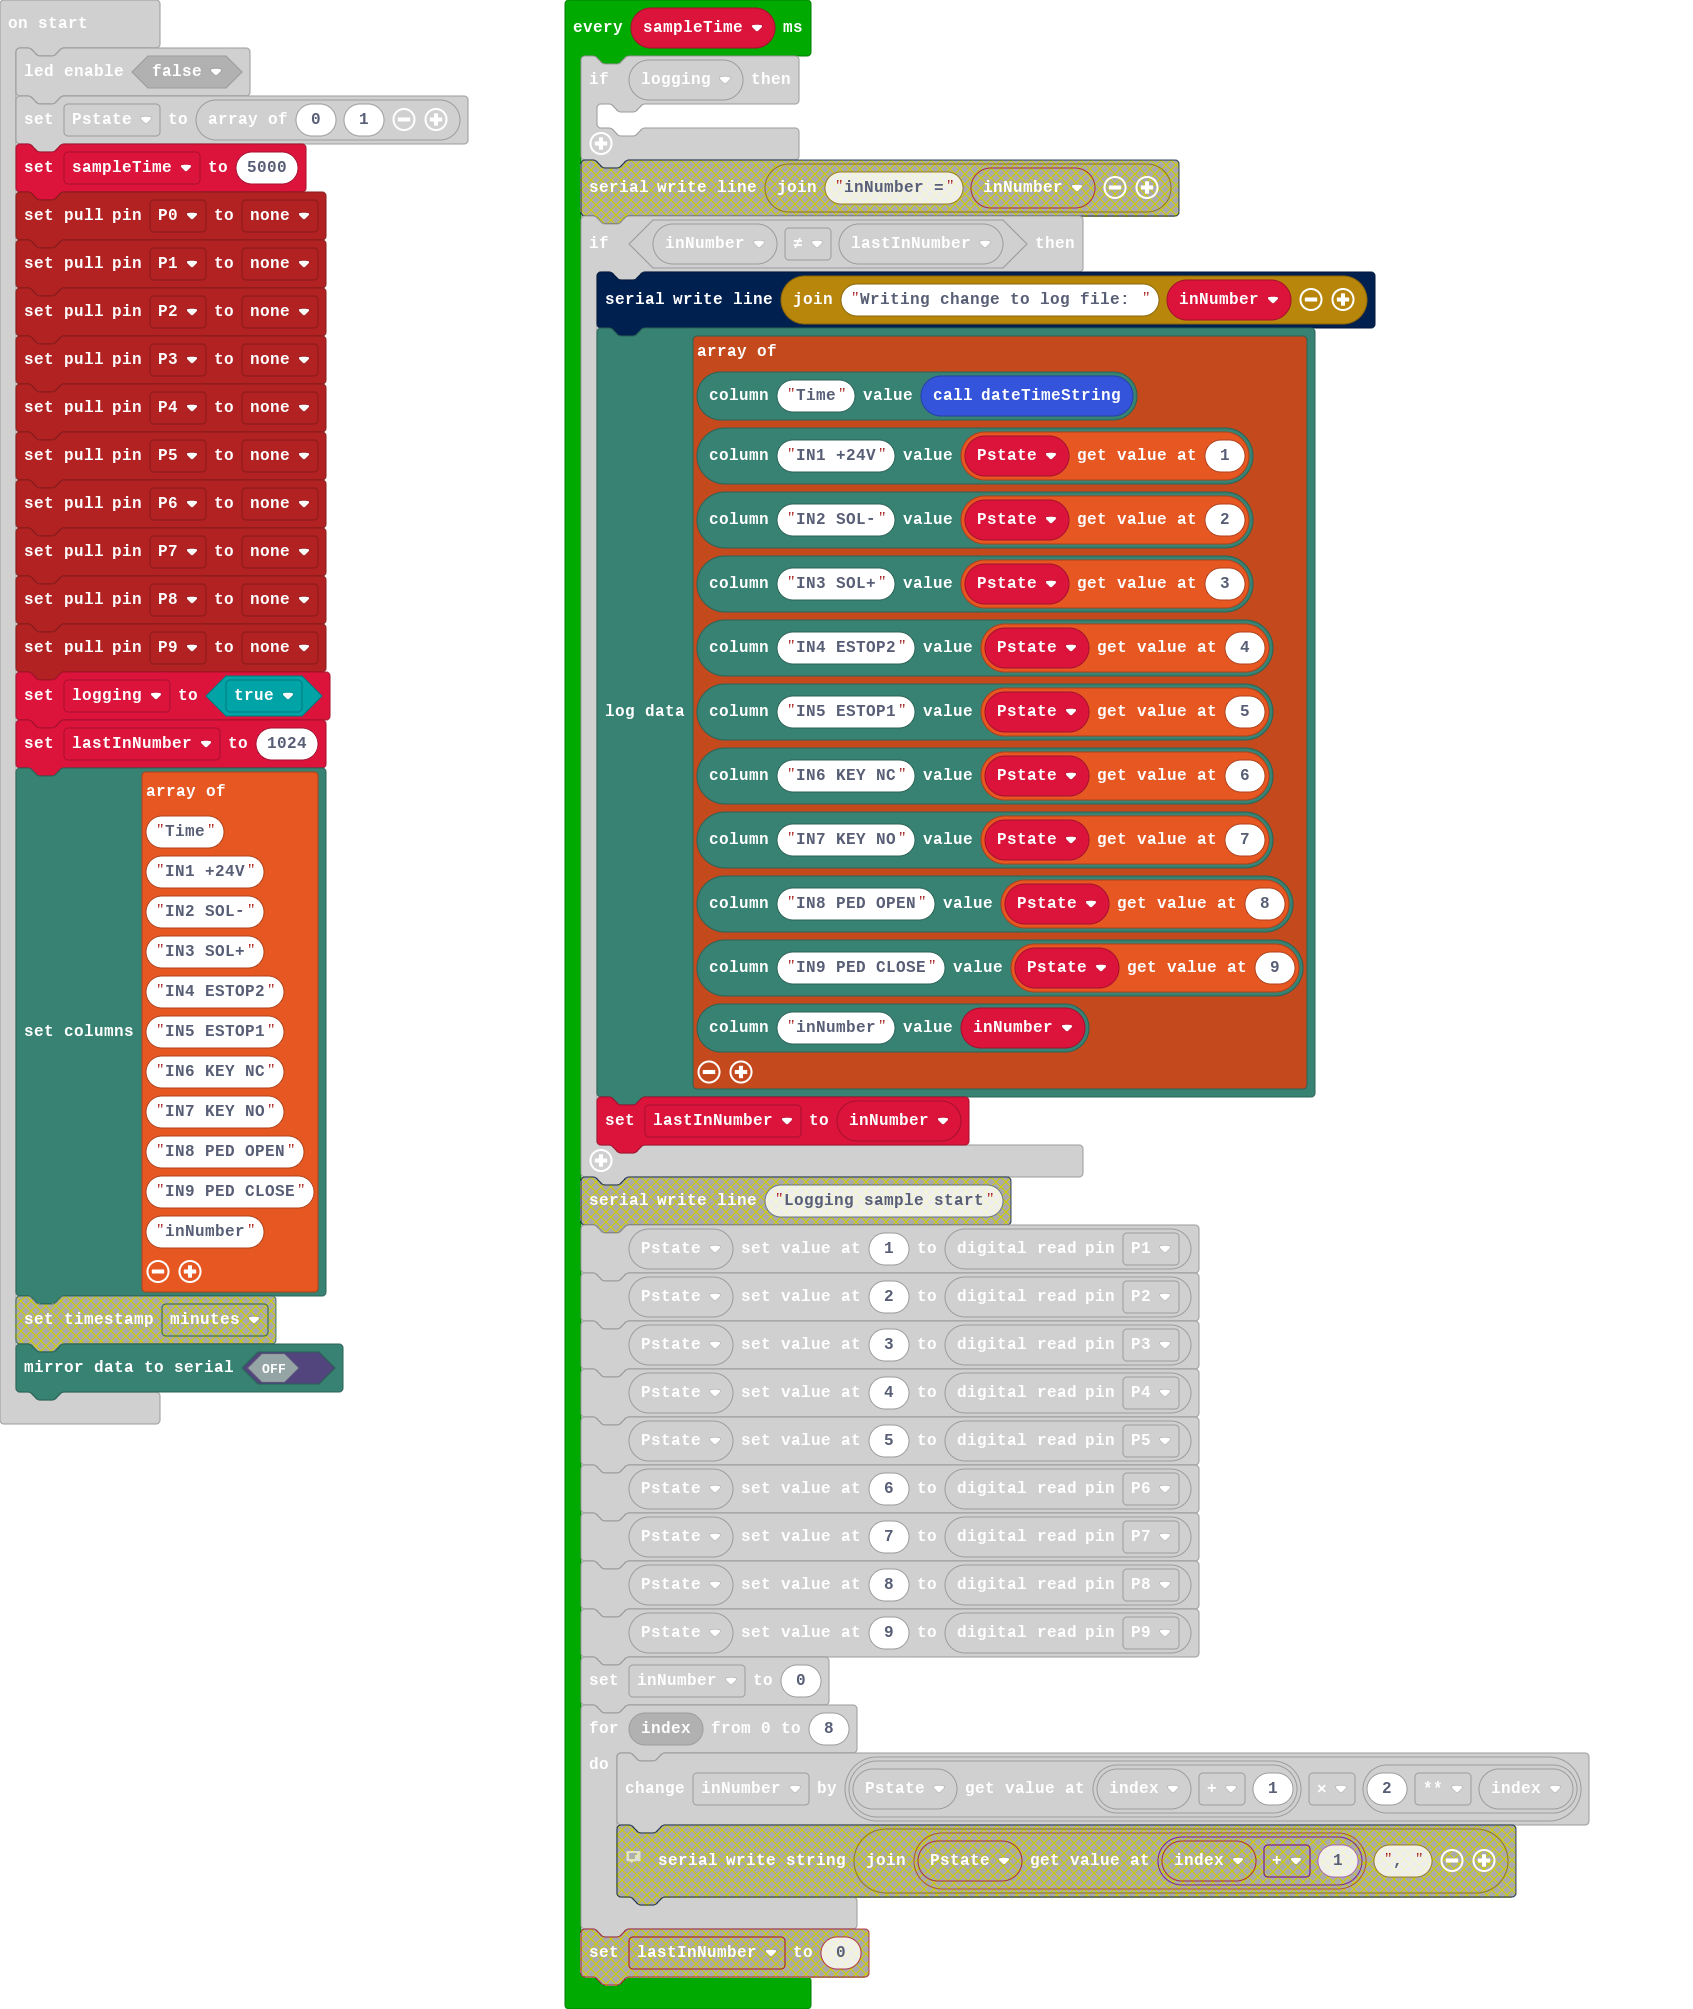 on start
led enable false
set Pstate to array of 0 1
set sampleTime to 5000
set pull pin P0 to none
set pull pin P1 to none
set pull pin P2 to none
set pull pin P3 to none
set pull pin P4 to none
set pull pin P5 to none
set pull pin P6 to none
set pull pin P7 to none
set pull pin P8 to none
set pull pin P9 to none
set logging to true
set lastInNumber to 1024
set columns
array of
"Time"
"IN1 +24V"
"IN2 SOL-"
"IN3 SOL+"
"IN4 ESTOP2"
"IN5 ESTOP1"
"IN6 KEY NC"
"IN7 KEY NO"
"IN8 PED OPEN"
"IN9 PED CLOSE"
"inNumber"
set timestamp minutes
mirror data to serial OFF
every sampleTime ms
if logging then
serial write line join "inNumber =" inNumber
if inNumber ≠ lastInNumber then
serial write line join "Writing change to log file: " inNumber
log data
array of
column "Time" value call dateTimeString
column "IN1 +24V" value Pstate get value at 1
column "IN2 SOL-" value Pstate get value at 2
column "IN3 SOL+" value Pstate get value at 3
column "IN4 ESTOP2" value Pstate get value at 4
column "IN5 ESTOP1" value Pstate get value at 5
column "IN6 KEY NC" value Pstate get value at 6
column "IN7 KEY NO" value Pstate get value at 7
column "IN8 PED OPEN" value Pstate get value at 8
column "IN9 PED CLOSE" value Pstate get value at 9
column "inNumber" value inNumber
set lastInNumber to inNumber
serial write line "Logging sample start"
Pstate set value at 1 to digital read pin P1
Pstate set value at 2 to digital read pin P2
Pstate set value at 3 to digital read pin P3
Pstate set value at 4 to digital read pin P4
Pstate set value at 5 to digital read pin P5
Pstate set value at 6 to digital read pin P6
Pstate set value at 7 to digital read pin P7
Pstate set value at 8 to digital read pin P8
Pstate set value at 9 to digital read pin P9
set inNumber to 0
for index from 0 to 8
do
change inNumber by Pstate get value at index + 1 × 2 ** index
serial write string join Pstate get value at index + 1 ", "
set lastInNumber to 0